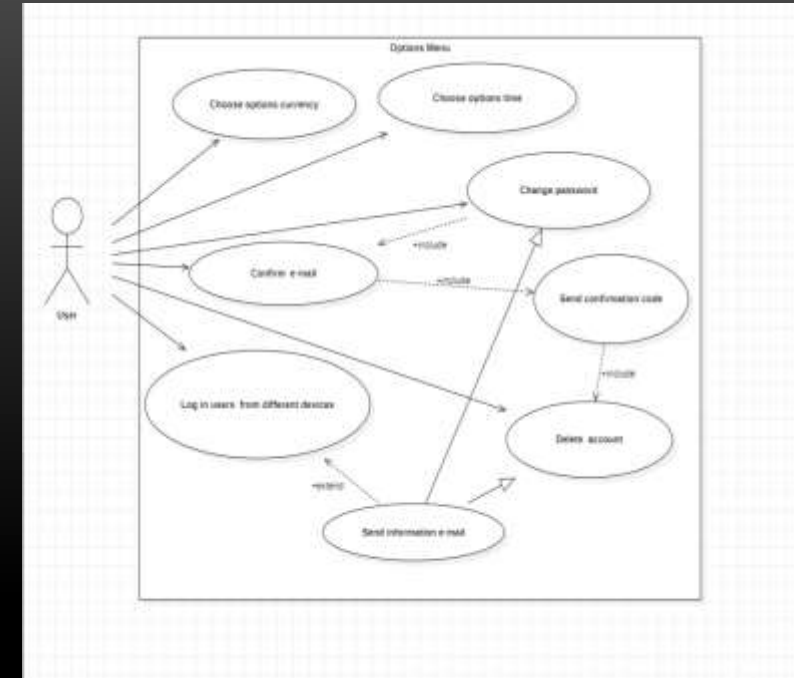 Options Menu
Choose options currency
Choose options time
Change password
+include
Confirm e-mail
+include
Send confirmation code
User
+include
Log in users from different devices
Delete account
+extend
Send information e-mail